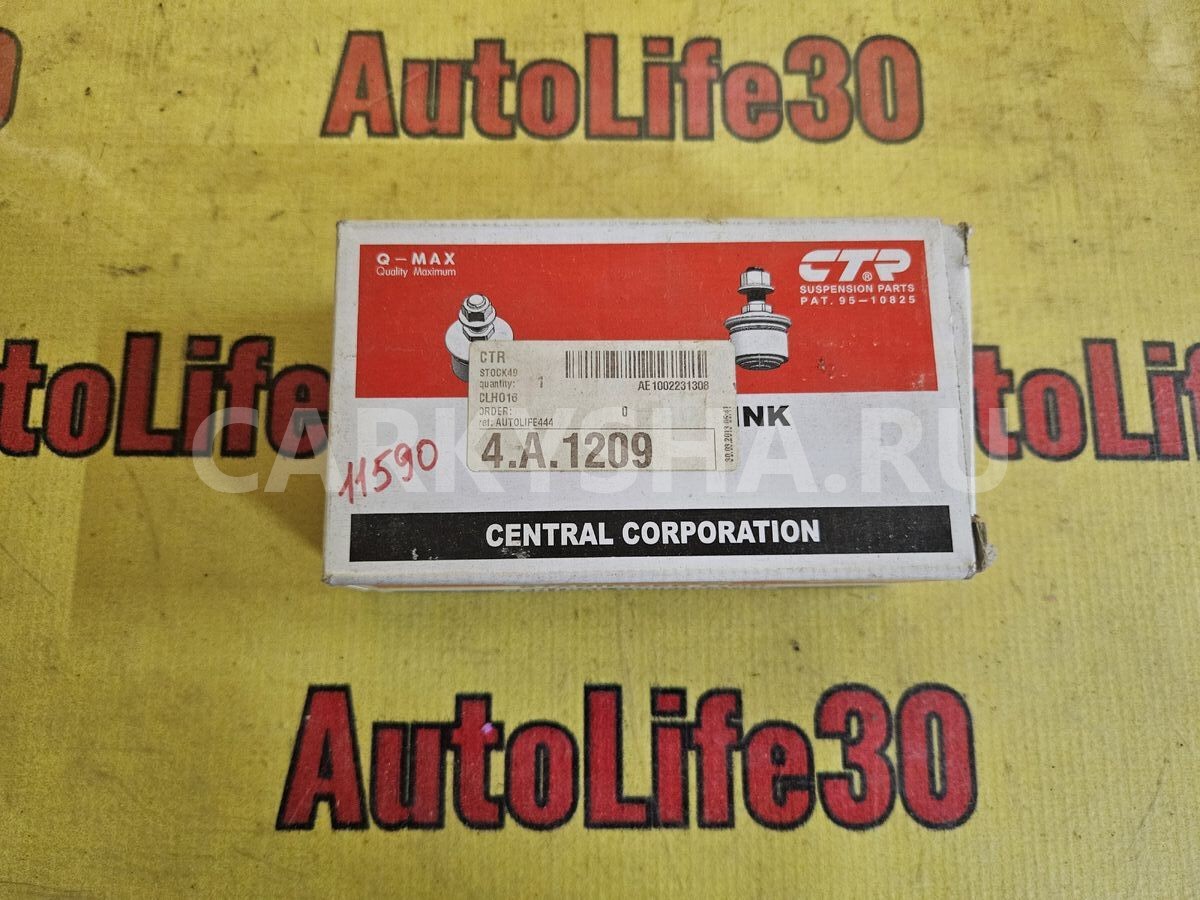 AutoLife30
Q-MAX
Quality Maximum
CTR
®
SUSPENSION PARTS
PAT. 95-10825
CTR
STOCK49
quantity: 1
AE1002231308
CLHO16
ORDER: 0
ref. AUTOLIFE444
4.A.1209
INK
11590
CENTRAL CORPORATION
CARKYSHA.RU
toLife30
AutoLife
AutoLife30